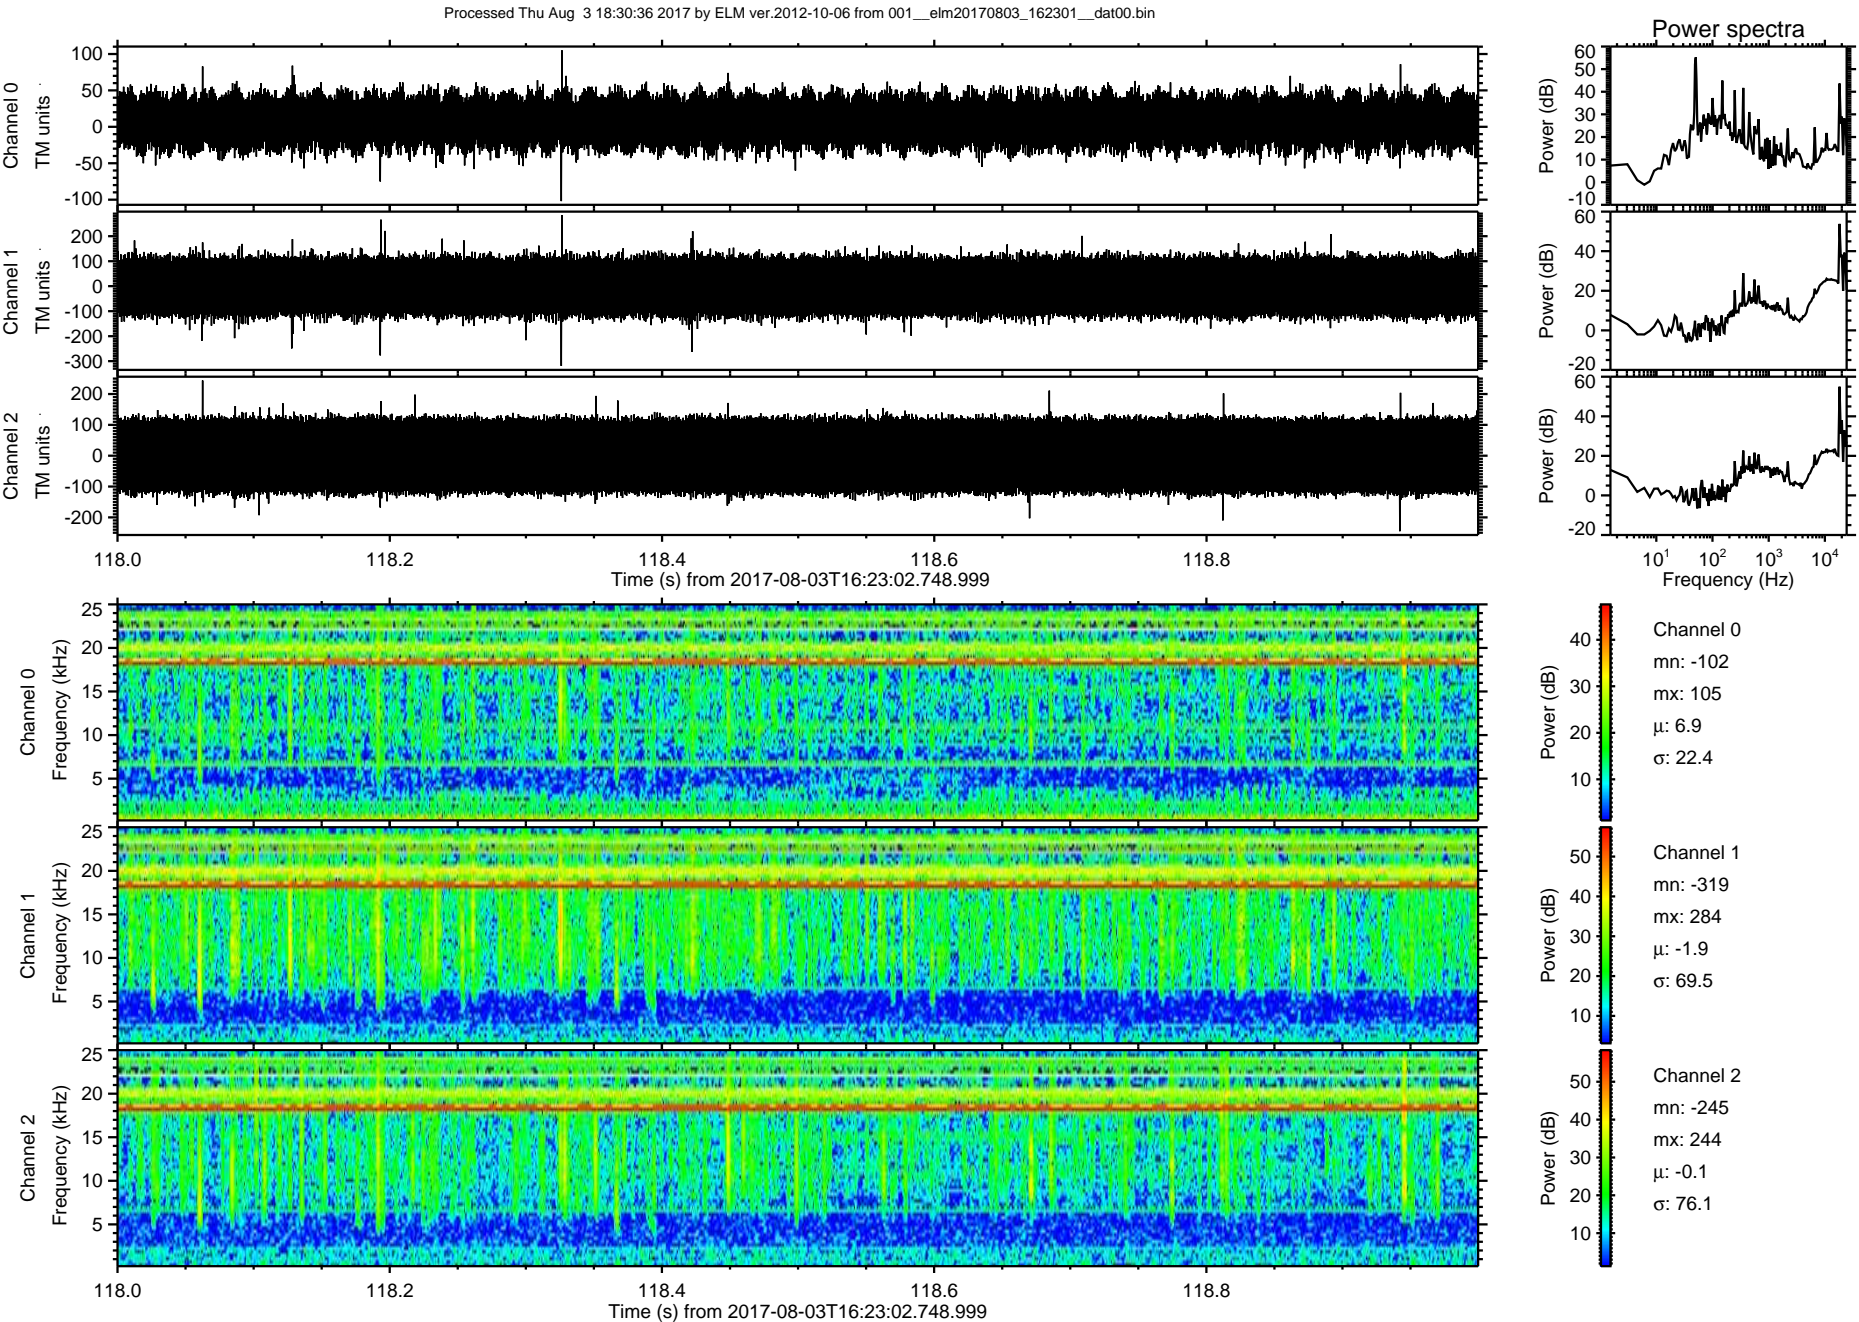 Processed Thu Aug  3 18:30:36 2017 by ELM ver.2012-10-06 from 001__elm20170803_162301__dat00.bin
Power spectra
Channel 0
TM units
100
50
0
-50
-100
Power (dB)
60
50
40
30
20
10
0
-10
Channel 1
TM units
200
100
0
-100
-200
-300
Power (dB)
60
40
20
0
-20
Channel 2
TM units
200
100
0
-100
-200
Power (dB)
60
40
20
0
-20
118.0 118.2 118.4 118.6 118.8
Time (s) from 2017-08-03T16:23:02.748.999
10¹ 10² 10³ 10⁴
Frequency (Hz)
Channel 0
Frequency (kHz)
25
20
15
10
5
Power (dB)
40
30
20
10
Channel 0
mn: -102
mx: 105
μ: 6.9
σ: 22.4
Channel 1
Frequency (kHz)
25
20
15
10
5
Power (dB)
50
40
30
20
10
Channel 1
mn: -319
mx: 284
μ: -1.9
σ: 69.5
Channel 2
Frequency (kHz)
25
20
15
10
5
Power (dB)
50
40
30
20
10
Channel 2
mn: -245
mx: 244
μ: -0.1
σ: 76.1
118.0 118.2 118.4 118.6 118.8
Time (s) from 2017-08-03T16:23:02.748.999